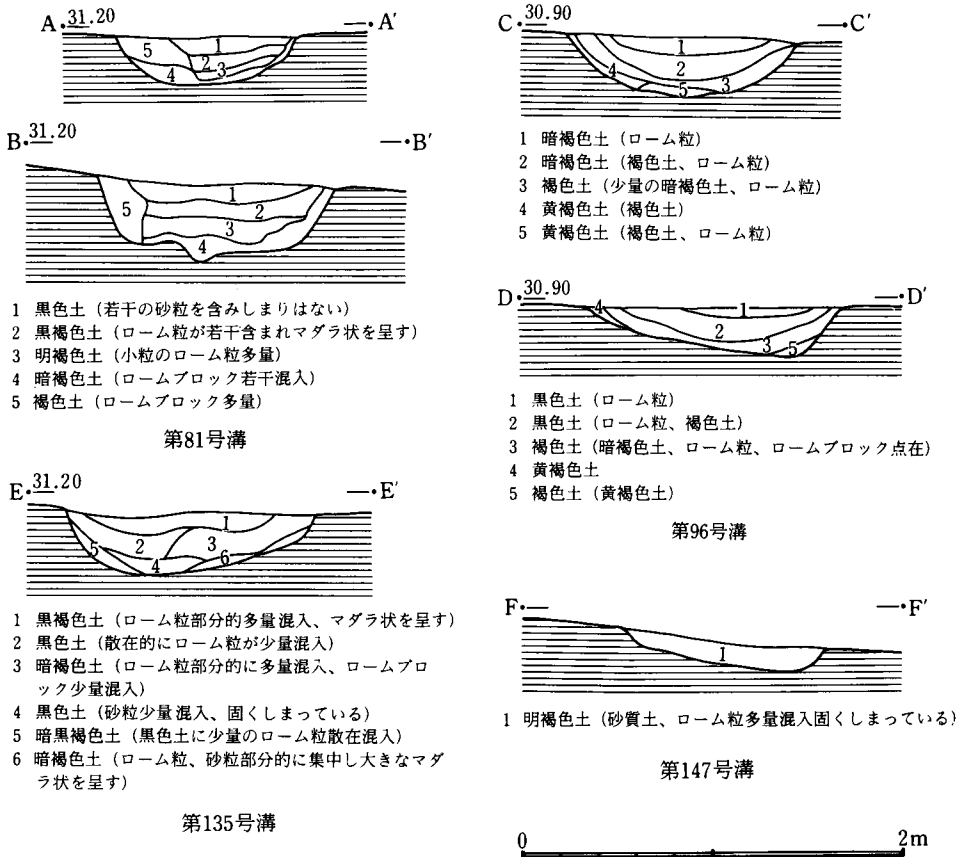 A 31.20 A′
5 1
2
4 3
B 31.20 B′
1
5 2
3
4
1 黒色土（若干の砂粒を含みしまりはない）
2 黒褐色土（ローム粒が若干含まれマダラ状を呈す）
3 明褐色土（小粒のローム粒多量）
4 暗褐色土（ロームブロック若干混入）
5 褐色土（ロームブロック多量）
第81号溝
E 31.20 E′
1
2 3
5 4 6
1 黒褐色土（ローム粒部分的多量混入、マダラ状を呈す）
2 黒色土（散在的にローム粒が少量混入）
3 暗褐色土（ローム粒部分的に多量混入、ロームブロ
ック少量混入）
4 黒色土（砂粒少量混入、固くしまっている）
5 暗黒褐色土（黒色土に少量のローム粒散在混入）
6 暗褐色土（ローム粒、砂粒部分的に集中し大きなマダ
ラ状を呈す）
第135号溝
C 30.90 C′
1
4 2
5 3
1 暗褐色土（ローム粒）
2 暗褐色土（褐色土、ローム粒）
3 褐色土（少量の暗褐色土、ローム粒）
4 黄褐色土（褐色土）
5 黄褐色土（褐色土、ローム粒）
D 30.90 D′
4 1
2
3 5
1 黒色土（ローム粒）
2 黒色土（ローム粒、褐色土）
3 褐色土（暗褐色土、ローム粒、ロームブロック点在）
4 黄褐色土
5 褐色土（黄褐色土）
第96号溝
F F′
1
1 明褐色土（砂質土、ローム粒多量混入固くしまっている）
第147号溝
0 2m